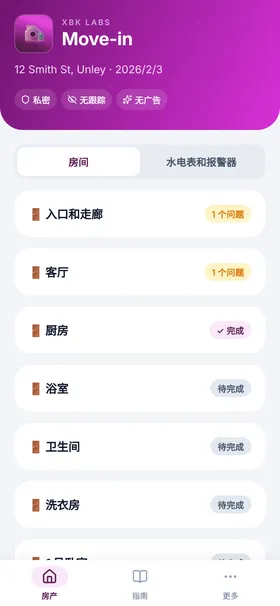 XBK LABS
Move-in
12 Smith St, Unley · 2026/2/3
私密 无跟踪 无广告
房间 水电表和报警器
入口和走廊 1 个问题
客厅 1 个问题
厨房 完成
浴室 待完成
卫生间 待完成
洗衣房 待完成
房产 指南 更多